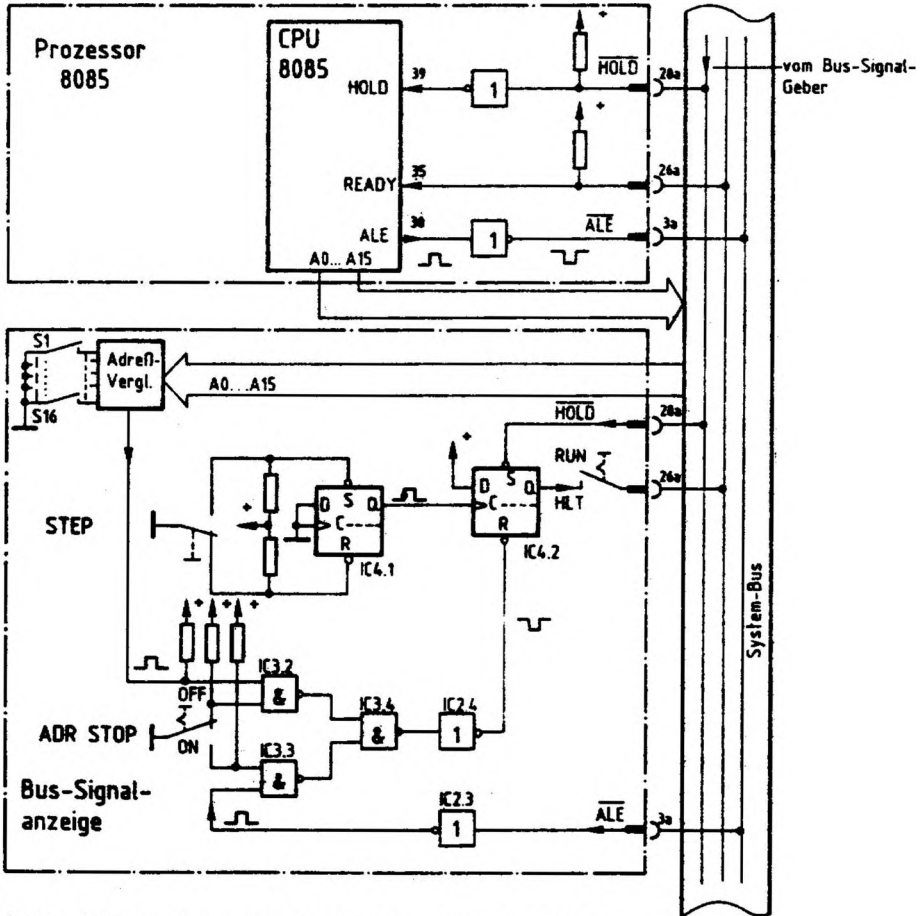 Prozessor
8085
CPU
8085
+
HOLD
39
1
HOLD
28a
vom Bus-Signal-
Geber
+
READY
35
26a
ALE
30
1
ALE
3a
A0... A15
S1
S16
Adreß-
Vergl.
A0...A15
HOLD
28a
STEP
+
D
S
Q
C
R
IC4.1
+
D
S
Q
C
R
IC4.2
RUN
HLT
26a
System-Bus
+
+
+
OFF
ADR STOP
ON
IC3.2
&
IC3.3
&
IC3.4
&
IC2.4
1
Bus-Signal-
anzeige
IC2.3
1
ALE
3a